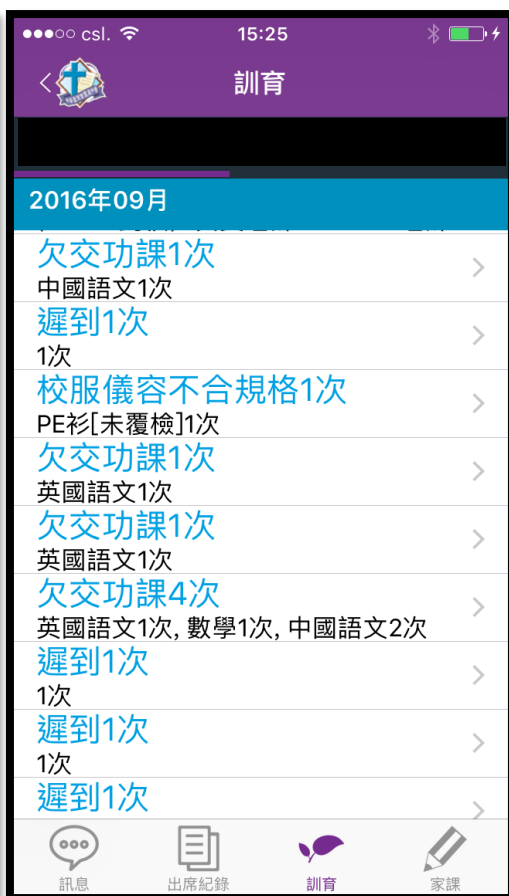 csl. 15:25
訓育
2016年09月
欠交功課1次
中國語文1次
遲到1次
1次
校服儀容不合規格1次
PE衫[未覆檢]1次
欠交功課1次
英國語文1次
欠交功課1次
英國語文1次
欠交功課4次
英國語文1次, 數學1次, 中國語文2次
遲到1次
1次
遲到1次
1次
遲到1次
訊息 出席紀錄 訓育 家課